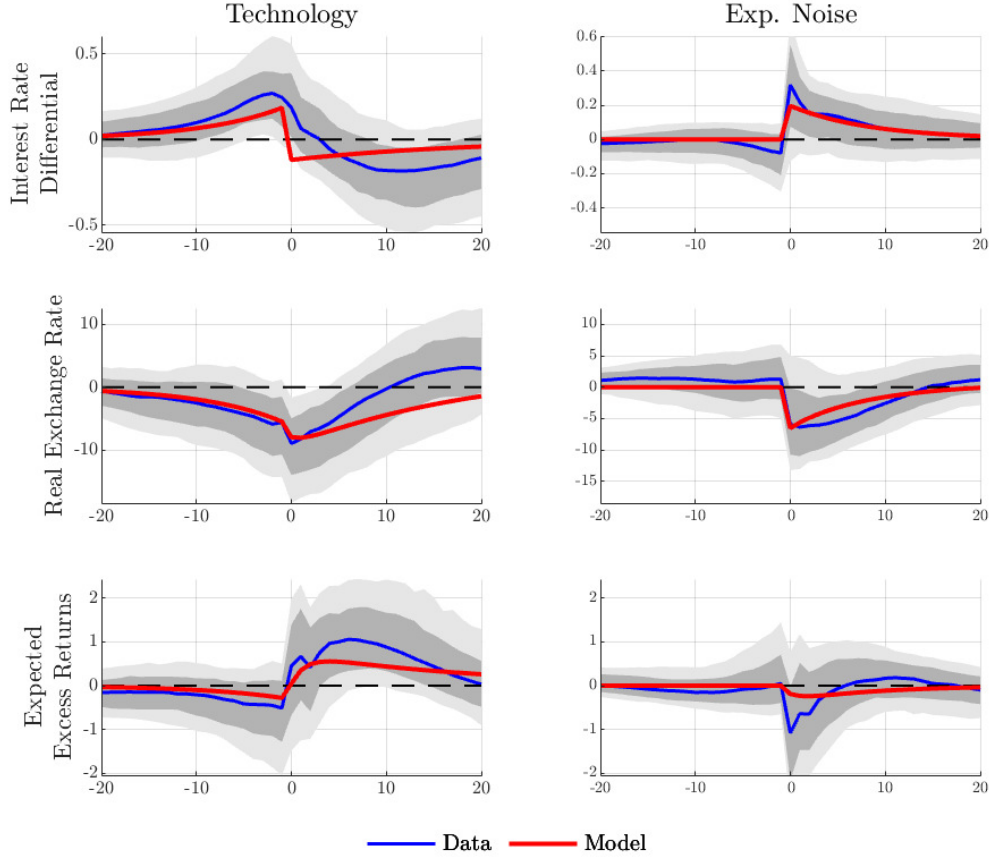 Technology
Exp. Noise
Interest Rate
Differential
0.5
0
-0.5
-20 -10 0 10 20
0.6
0.4
0.2
0
-0.2
-0.4
-20 -10 0 10 20
Real Exchange Rate
10
0
-10
-20 -10 0 10 20
10
5
0
-5
-10
-15
-20 -10 0 10 20
Expected
Excess Returns
2
1
0
-1
-2
-20 -10 0 10 20
2
1
0
-1
-2
-20 -10 0 10 20
Data Model